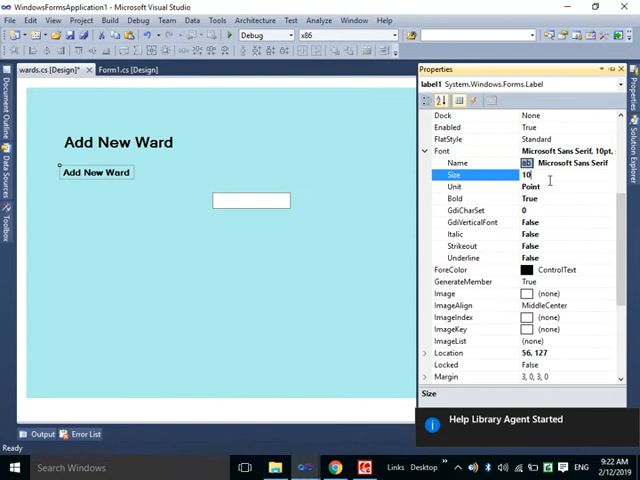 WindowsFormsApplication1 - Microsoft Visual Studio
File Edit View Project Build Debug Team Data Tools Architecture Test Analyze Window Help
Debug x86
wards.cs [Design]* Form1.cs [Design]
Document Outline
Data Sources
Toolbox
Add New Ward
Add New Ward
Properties
label1 System.Windows.Forms.Label
Dock None
Enabled True
FlatStyle Standard
Font Microsoft Sans Serif, 10pt,
Name ab Microsoft Sans Serif
Size 10
Unit Point
Bold True
GdiCharSet 0
GdiVerticalFont False
Italic False
Strikeout False
Underline False
ForeColor ControlText
GenerateMember True
Image (none)
ImageAlign MiddleCenter
ImageIndex (none)
ImageKey (none)
ImageList (none)
Location 56, 127
Locked False
Margin 3, 0, 3, 0
Size
Properties
Solution Explorer
Help Library Agent Started
Output Error List
Ready
Search Windows
Links Desktop
ENG
9:22 AM
2/12/2019